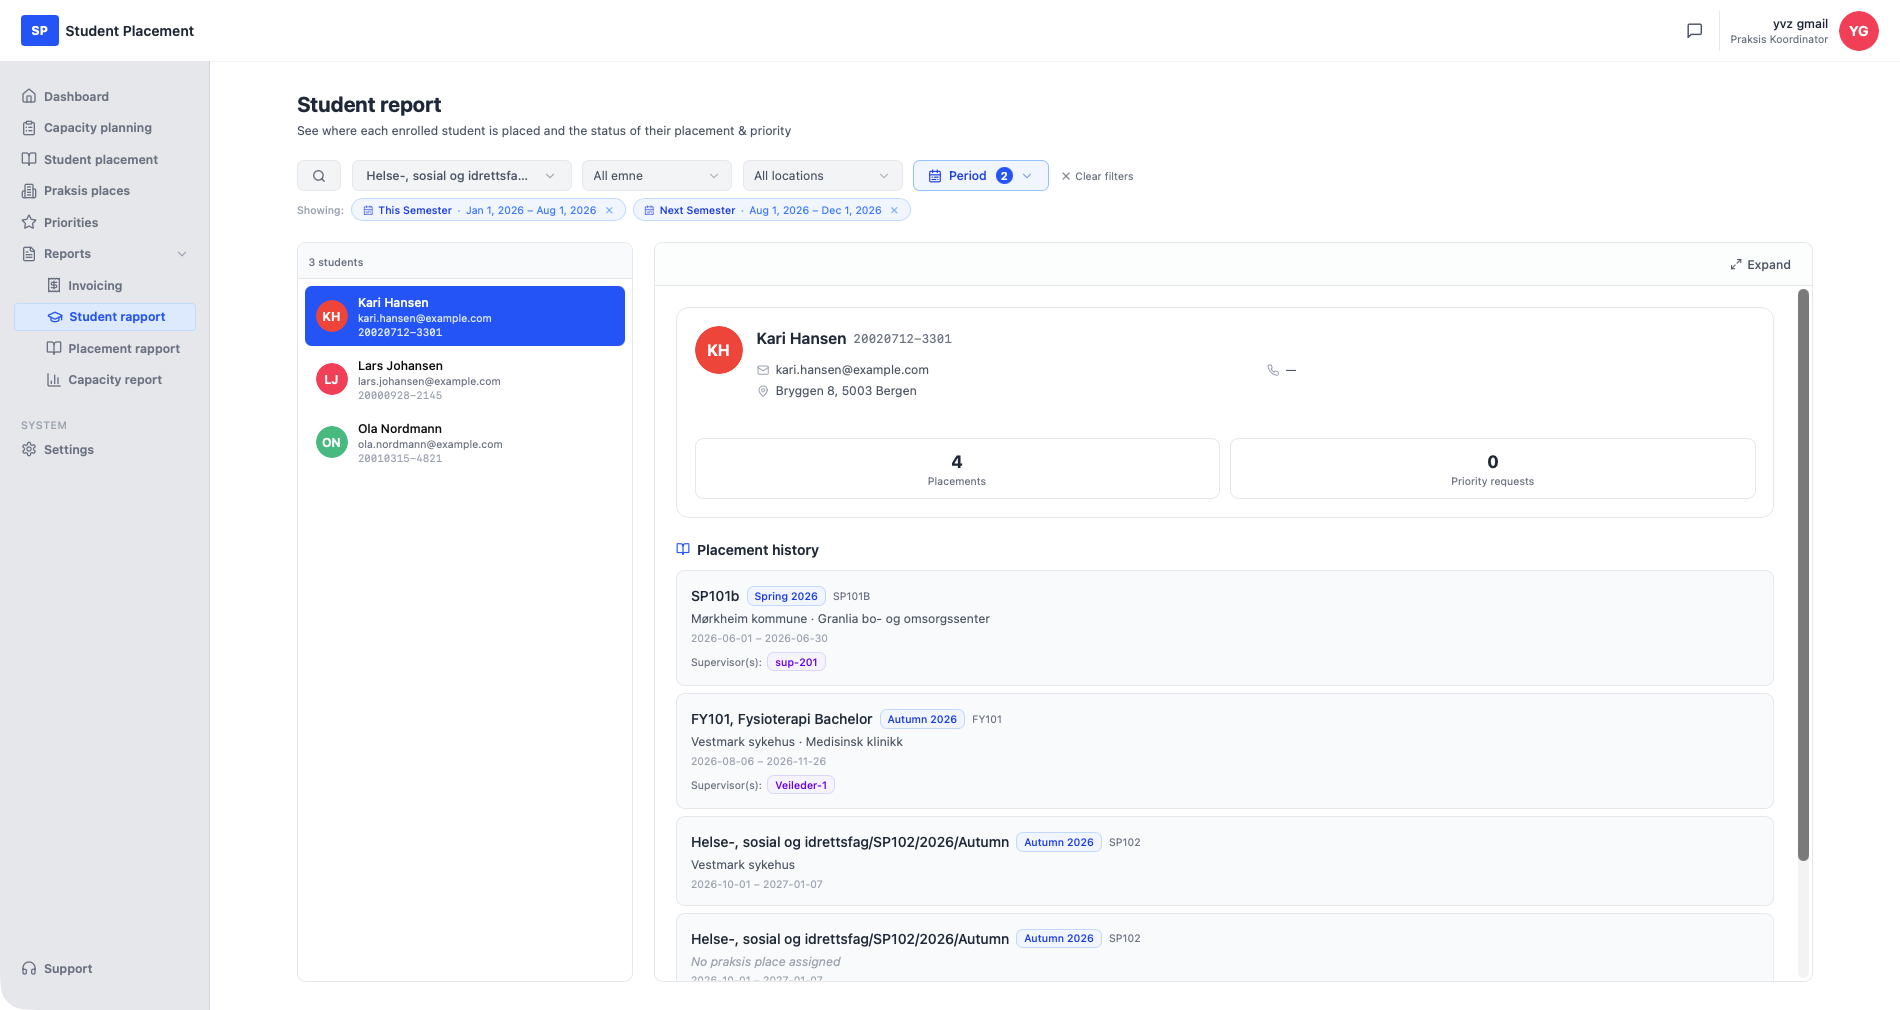 SP Student Placement
yvz gmail
Praksis Koordinator
YG
Dashboard
Capacity planning
Student placement
Praksis places
Priorities
Reports
Invoicing
Student rapport
Placement rapport
Capacity report
SYSTEM
Settings
Support
Student report
See where each enrolled student is placed and the status of their placement & priority
Helse-, sosial og idrettsfa... All emne All locations Period 2 Clear filters
Showing: This Semester · Jan 1, 2026 – Aug 1, 2026 Next Semester · Aug 1, 2026 – Dec 1, 2026
3 students
KH
Kari Hansen
kari.hansen@example.com
20020712–3301
LJ
Lars Johansen
lars.johansen@example.com
20000928–2145
ON
Ola Nordmann
ola.nordmann@example.com
20010315–4821
Expand
KH
Kari Hansen 20020712–3301
kari.hansen@example.com —
Bryggen 8, 5003 Bergen
4
Placements
0
Priority requests
Placement history
SP101b Spring 2026 SP101B
Mørkheim kommune · Granlia bo- og omsorgssenter
2026-06-01 – 2026-06-30
Supervisor(s): sup-201
FY101, Fysioterapi Bachelor Autumn 2026 FY101
Vestmark sykehus · Medisinsk klinikk
2026-08-06 – 2026-11-26
Supervisor(s): Veileder-1
Helse-, sosial og idrettsfag/SP102/2026/Autumn Autumn 2026 SP102
Vestmark sykehus
2026-10-01 – 2027-01-07
Helse-, sosial og idrettsfag/SP102/2026/Autumn Autumn 2026 SP102
No praksis place assigned
2026-10-01 – 2027-01-07